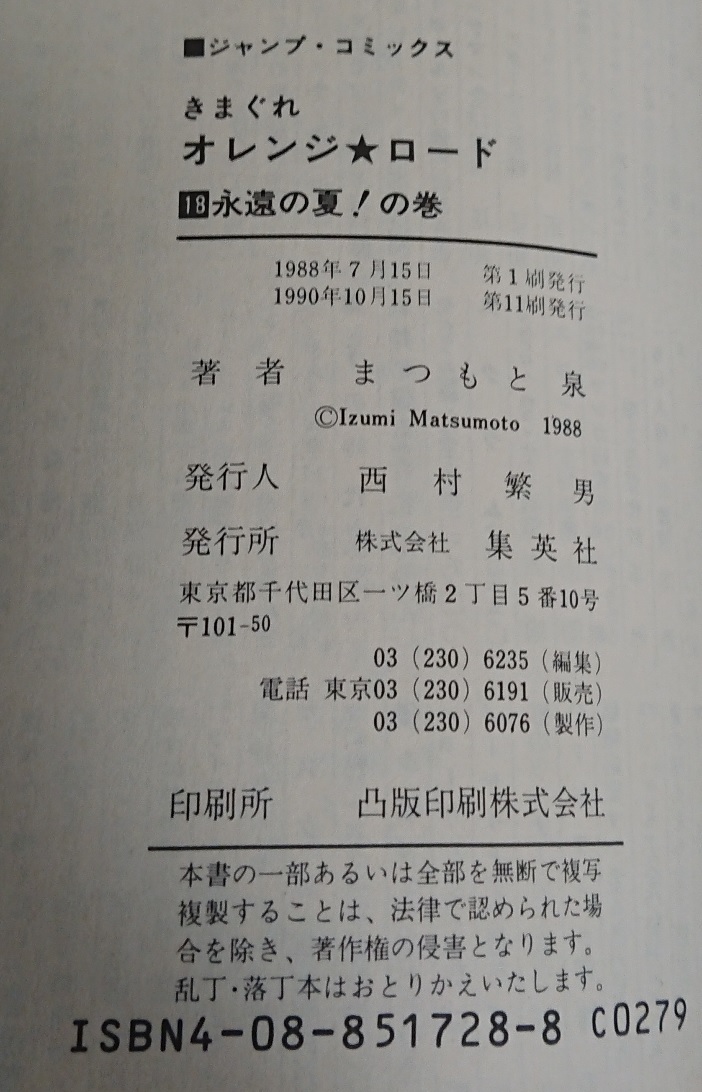 ■ジャンプ・コミックス
きまぐれ
オレンジ★ロード
18永遠の夏!の巻
1988年7月15日 第1刷発行
1990年10月15日 第11刷発行
著者 まつもと泉
©Izumi Matsumoto 1988
発行人 西村繁男
発行所 株式会社 集英社
東京都千代田区一ツ橋2丁目5番10号
〒101-50
03(230)6235(編集)
電話 東京03(230)6191(販売)
03(230)6076(製作)
印刷所 凸版印刷株式会社
本書の一部あるいは全部を無断で複写
複製することは、法律で認められた場
合を除き、著作権の侵害となります。
乱丁・落丁本はおとりかえいたします。
ISBN4-08-851728-8 C0279